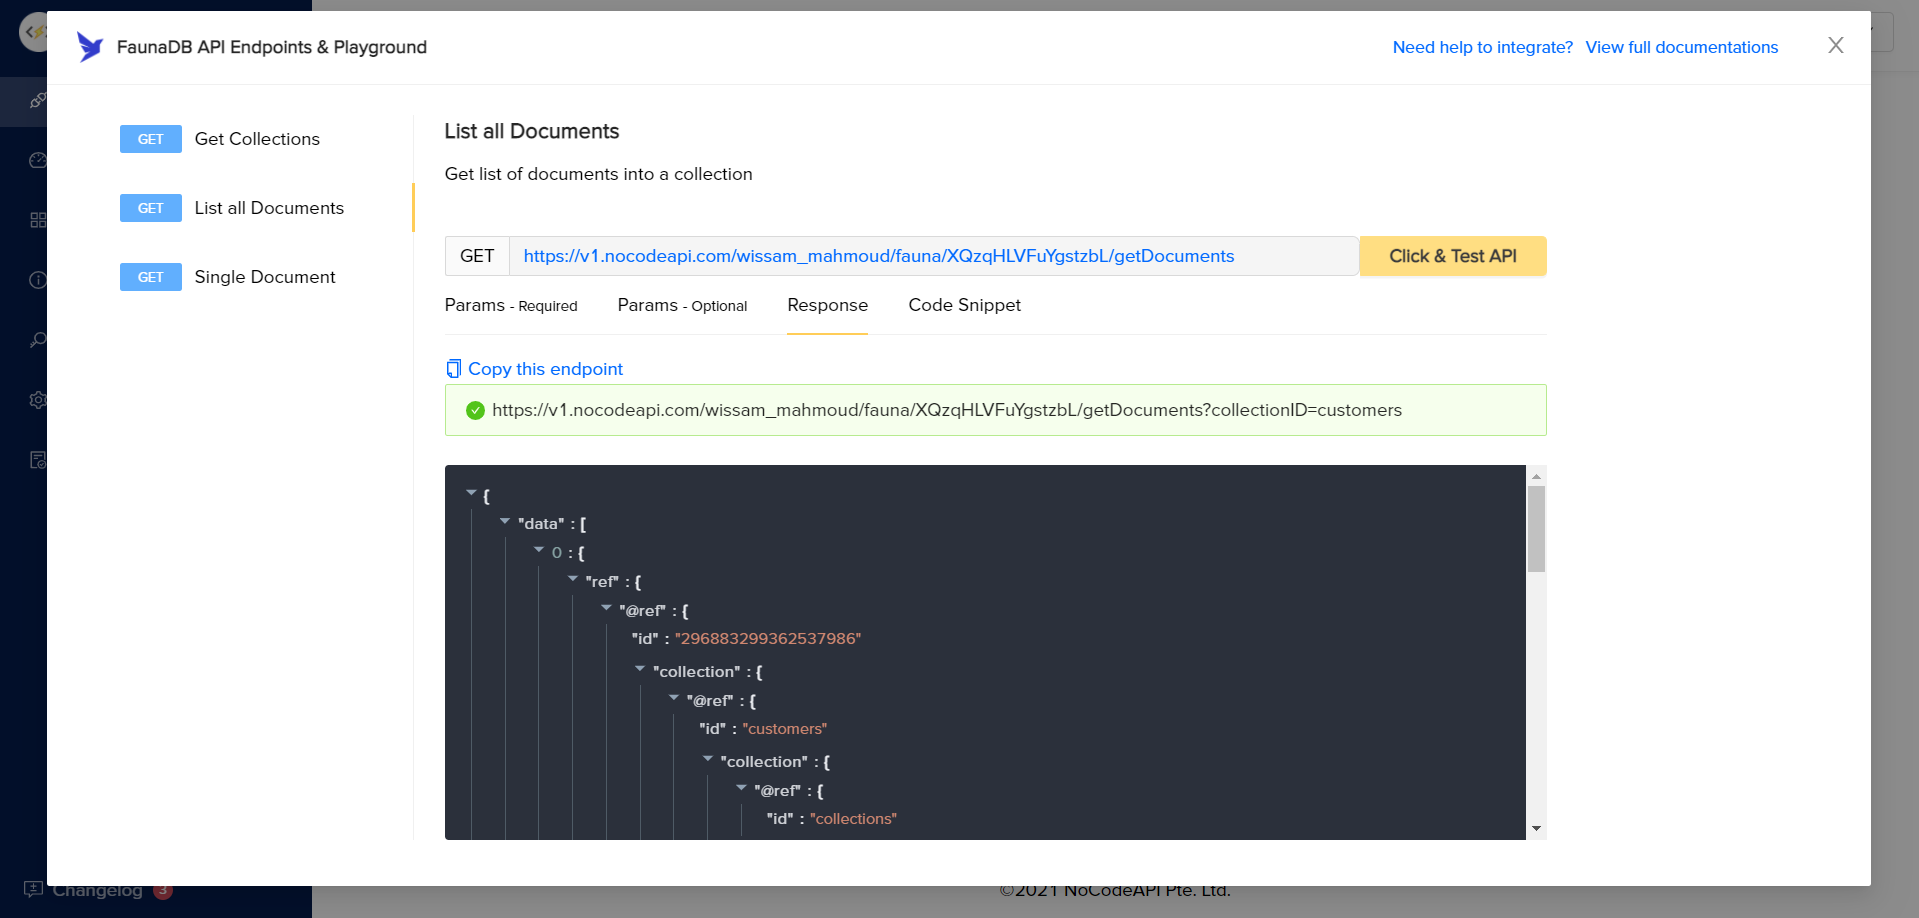 FaunaDB API Endpoints & Playground
Need help to integrate? View full documentations
GET Get Collections
GET List all Documents
GET Single Document
List all Documents
Get list of documents into a collection
GET https://v1.nocodeapi.com/wissam_mahmoud/fauna/XQzqHLVFuYgstzbL/getDocuments Click & Test API
Params - Required Params - Optional Response Code Snippet
Copy this endpoint
https://v1.nocodeapi.com/wissam_mahmoud/fauna/XQzqHLVFuYgstzbL/getDocuments?collectionID=customers
{
"data" : [
0 : {
"ref" : {
"@ref" : {
"id" : "296883299362537986"
"collection" : {
"@ref" : {
"id" : "customers"
"collection" : {
"@ref" : {
"id" : "collections"
Changelog 3
©2021 NoCodeAPI Pte. Ltd.